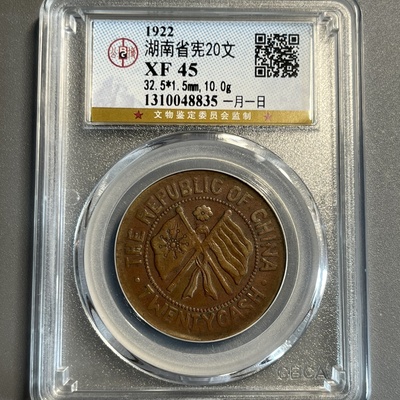 1922
湖南省宪20文
XF 45
32.5*1.5mm,10.0g
1310048835 一月一日
★ 文物鉴定委员会监制 ★
THE REPUBLIC OF CHINA
TWENTY CASH